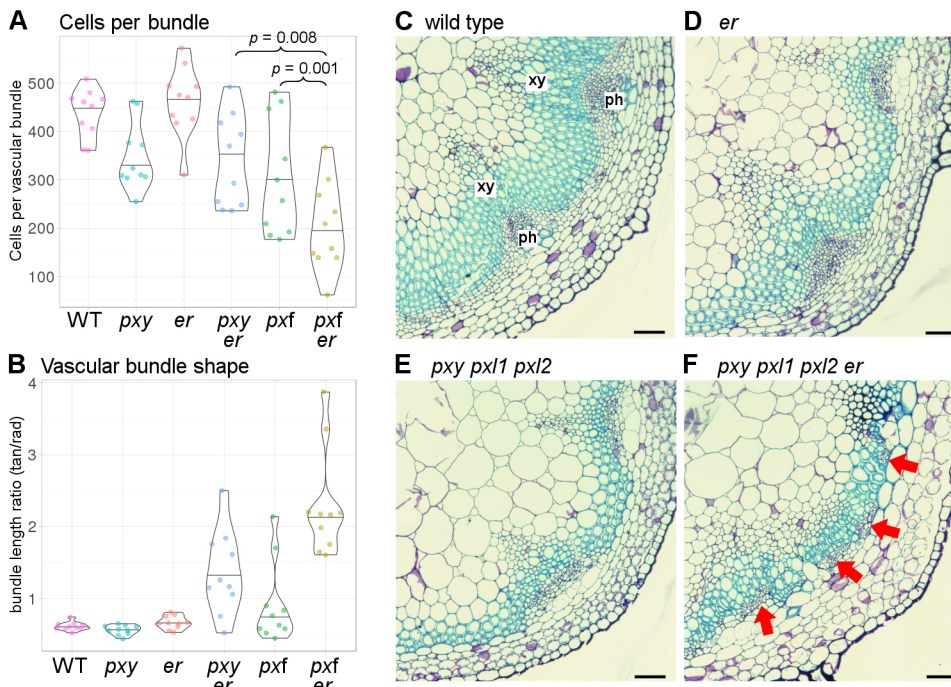 A Cells per bundle
p = 0.008
p = 0.001
Cells per vascular bundle
500
400
300
200
100
WT pxy er pxy er pxf pxf er
B Vascular bundle shape
bundle length ratio (tan/rad)
4
3
2
1
WT pxy er pxy er pxf pxf er
C wild type
xy
ph
xy
ph
D er
E pxy pxl1 pxl2
F pxy pxl1 pxl2 er